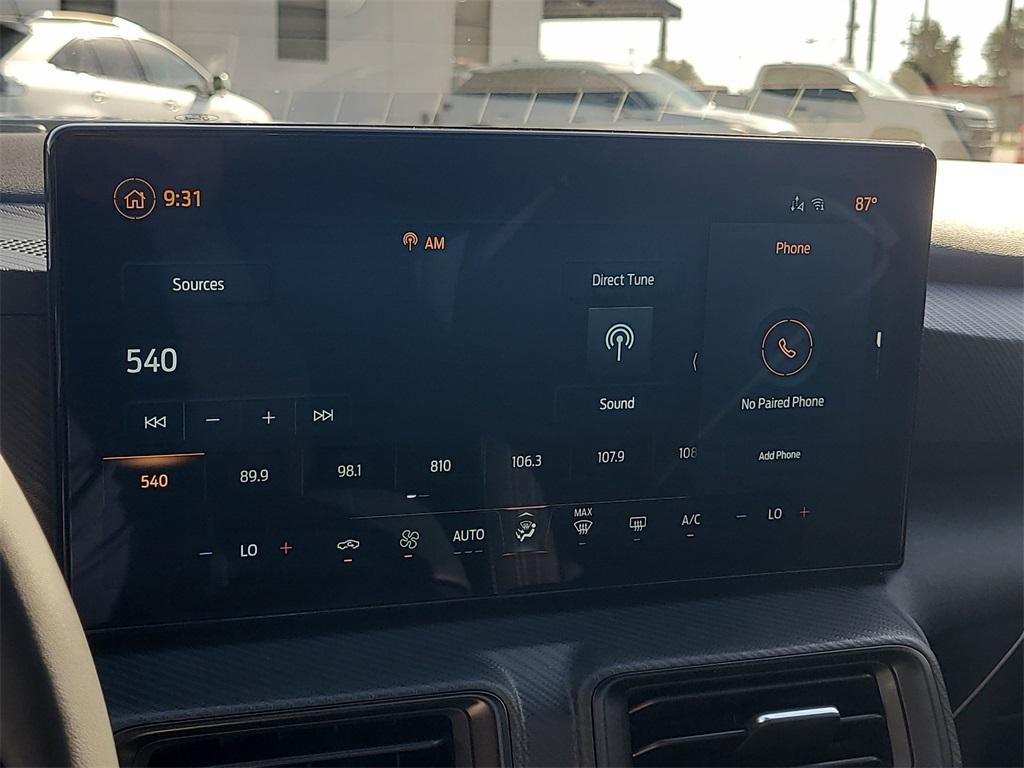 9:31
87°
AM
Phone
Sources
Direct Tune
540
No Paired Phone
Sound
Add Phone
540 89.9 98.1 810 106.3 107.9 108
LO AUTO MAX A/C LO